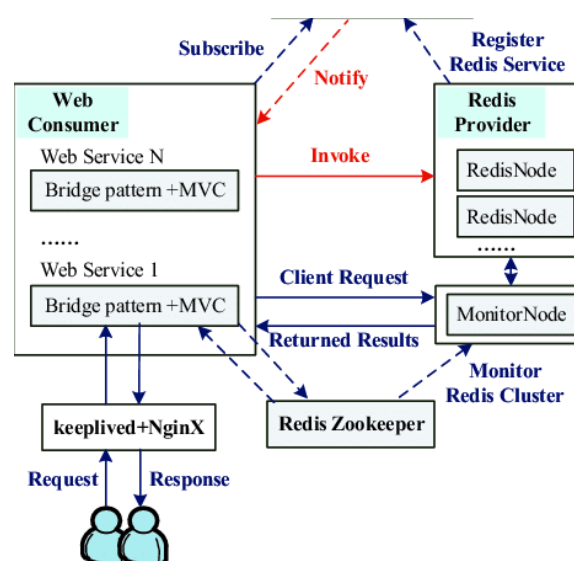 Subscribe
Register
Redis Service
Notify
Web
Consumer
Redis
Provider
Web Service N
Bridge pattern +MVC
Invoke
RedisNode
RedisNode
......
......
Web Service 1
Bridge pattern +MVC
Client Request
MonitorNode
Returned Results
Monitor
Redis Cluster
keeplived+NginX
Redis Zookeeper
Request
Response